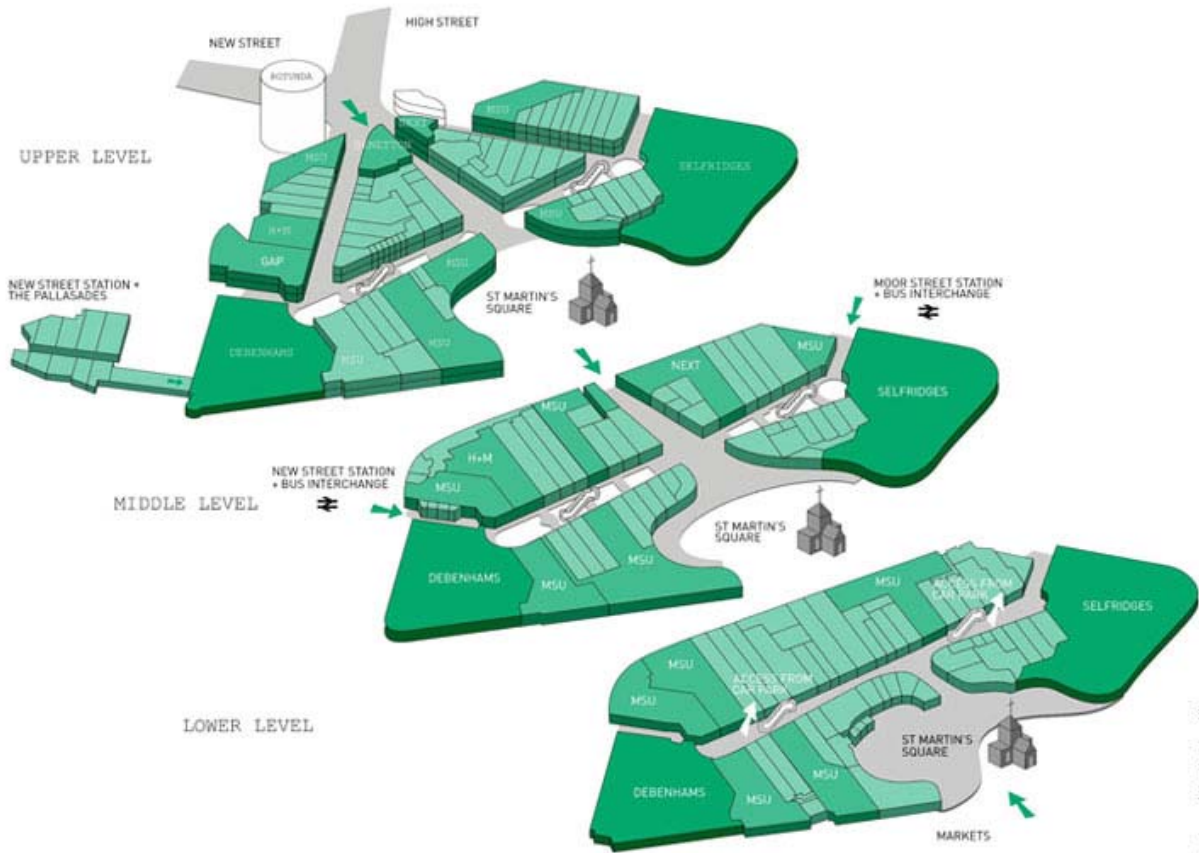 HIGH STREET
NEW STREET
ROTUNDA
MSU
BENETTON
UPPER LEVEL
MSU
SELFRIDGES
MSU
H+M
GAP
MSU
NEW STREET STATION +
THE PALLASADES
ST MARTIN'S
SQUARE
MOOR STREET STATION
+ BUS INTERCHANGE
DEBENHAMS
MSU
MSU
MSU
NEXT
SELFRIDGES
MSU
H+M
NEW STREET STATION
+ BUS INTERCHANGE
MSU
MIDDLE LEVEL
ST MARTIN'S
SQUARE
DEBENHAMS
MSU
MSU
MSU
ACCESS FROM
CAR PARK
SELFRIDGES
MSU
ACCESS FROM
CAR PARK
MSU
LOWER LEVEL
ST MARTIN'S
SQUARE
DEBENHAMS
MSU
MSU
MARKETS